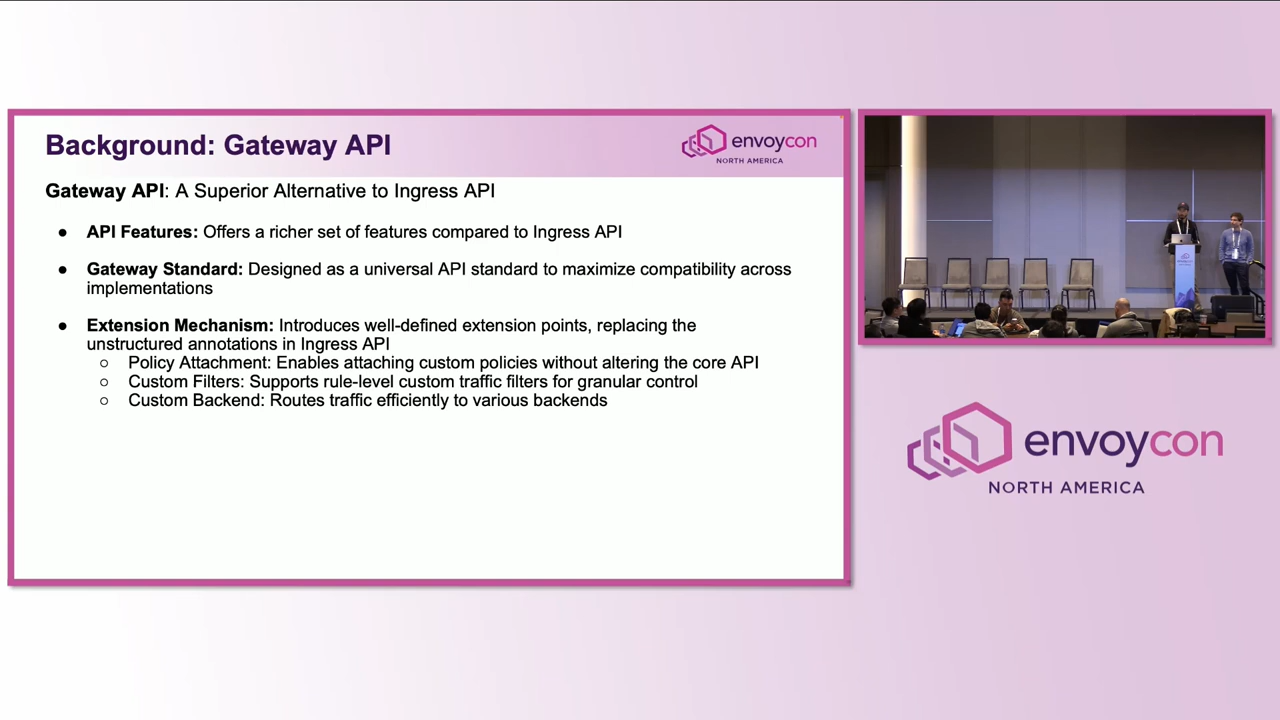 Background: Gateway API
envoycon
NORTH AMERICA
Gateway API: A Superior Alternative to Ingress API
● API Features: Offers a richer set of features compared to Ingress API
● Gateway Standard: Designed as a universal API standard to maximize compatibility across
implementations
● Extension Mechanism: Introduces well-defined extension points, replacing the
unstructured annotations in Ingress API
○ Policy Attachment: Enables attaching custom policies without altering the core API
○ Custom Filters: Supports rule-level custom traffic filters for granular control
○ Custom Backend: Routes traffic efficiently to various backends
envoycon
NORTH AMERICA